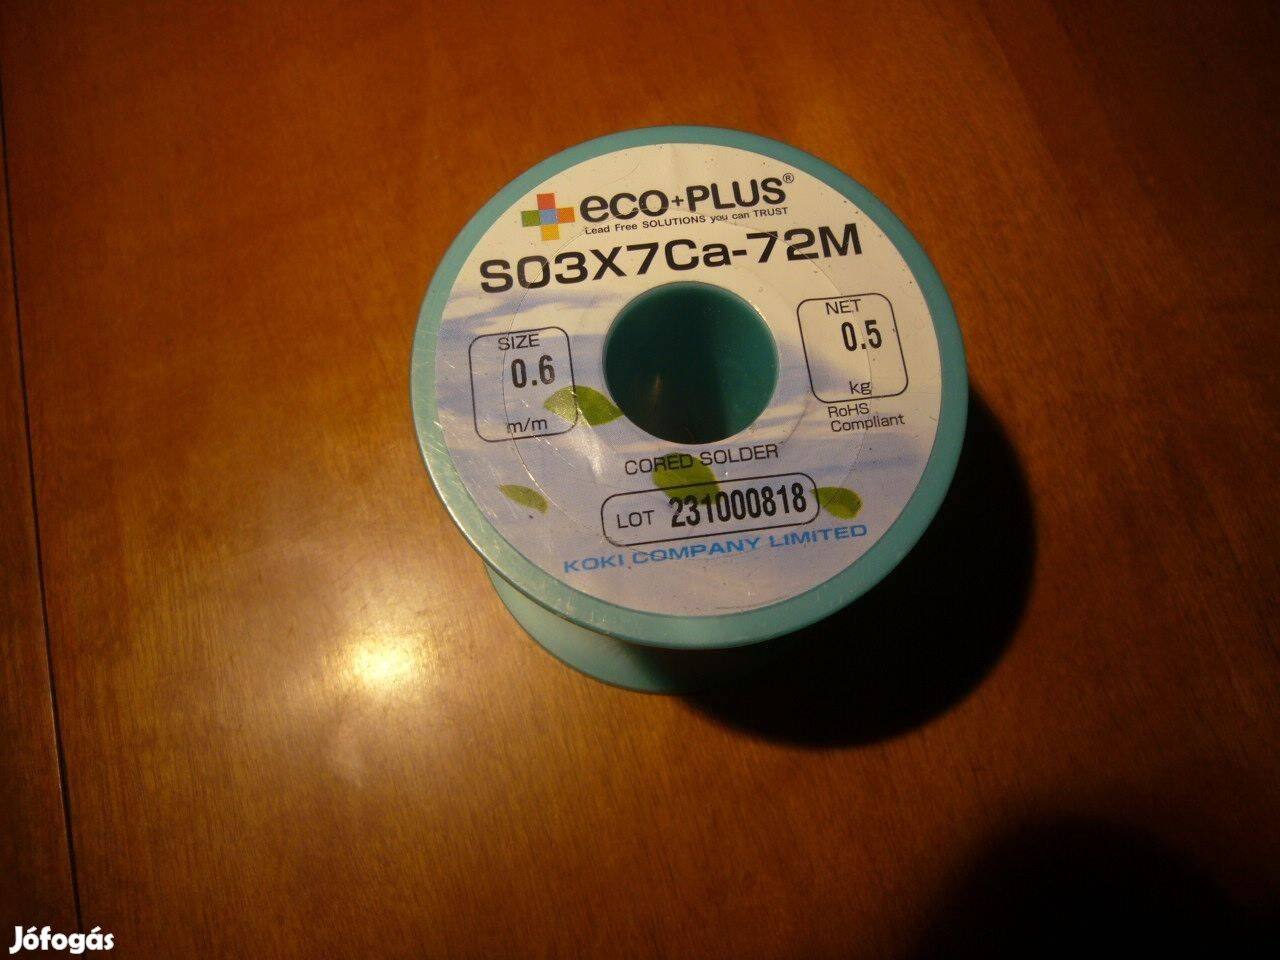 eco+PLUS®
Lead Free SOLUTIONS you can TRUST
S03X7Ca-72M
SIZE
0.6
m/m
NET
0.5
kg
RoHS
Compliant
CORED SOLDER
LOT 231000818
KOKI COMPANY LIMITED
Jófogás